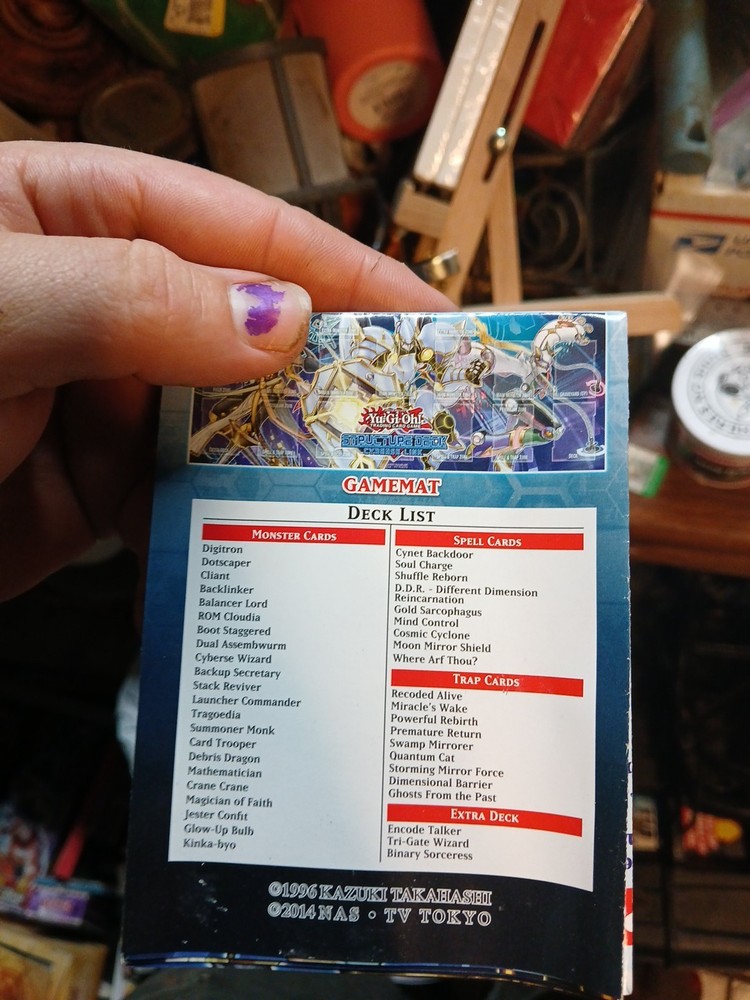 Yu-Gi-Oh!
TRADING CARD GAME
STRUCTURE DECK
CYBERSE LINK
GAMEMAT
DECK LIST
MONSTER CARDS
Digitron
Dotscaper
Cliant
Backlinker
Balancer Lord
ROM Cloudia
Boot Staggered
Dual Assembwurm
Cyberse Wizard
Backup Secretary
Stack Reviver
Launcher Commander
Tragoedia
Summoner Monk
Card Trooper
Debris Dragon
Mathematician
Crane Crane
Magician of Faith
Jester Confit
Glow-Up Bulb
Kinka-byo
SPELL CARDS
Cynet Backdoor
Soul Charge
Shuffle Reborn
D.D.R. - Different Dimension
Reincarnation
Gold Sarcophagus
Mind Control
Cosmic Cyclone
Moon Mirror Shield
Where Arf Thou?
TRAP CARDS
Recoded Alive
Miracle's Wake
Powerful Rebirth
Premature Return
Swamp Mirrorer
Quantum Cat
Storming Mirror Force
Dimensional Barrier
Ghosts From the Past
EXTRA DECK
Encode Talker
Tri-Gate Wizard
Binary Sorceress
©1996 KAZUKI TAKAHASHI
©2014 NAS • TV TOKYO